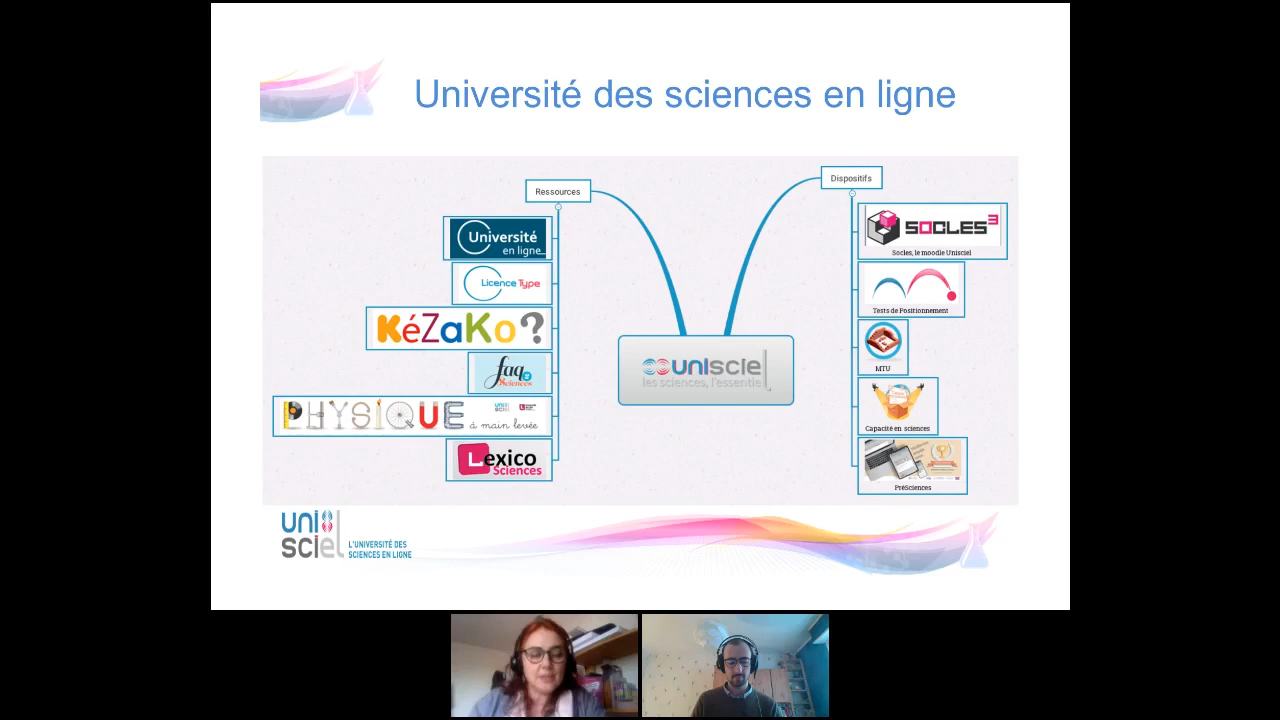 Université des sciences en ligne
Ressources
Université
en ligne
Licence Type
KéZaKo?
faq
Sciences
PHYSIQUE
à main levée
Lexico
Sciences
unisciel
les sciences, l'essentiel
Dispositifs
SOCLES³
Socles, le moodle Unisciel
Tests de Positionnement
MTU
Capacité en sciences
PréSciences
uni
sciel
L'UNIVERSITÉ DES
SCIENCES EN LIGNE